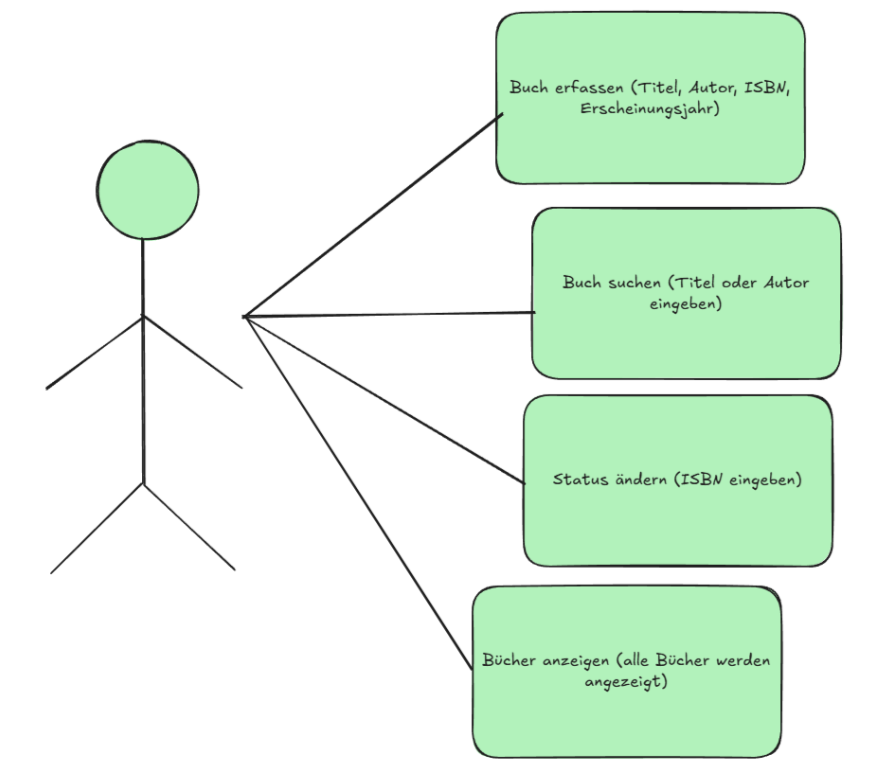 Buch erfassen (Titel, Autor, ISBN,
Erscheinungsjahr)
Buch suchen (Titel oder Autor
eingeben)
Status ändern (ISBN eingeben)
Bücher anzeigen (alle Bücher werden
angezeigt)